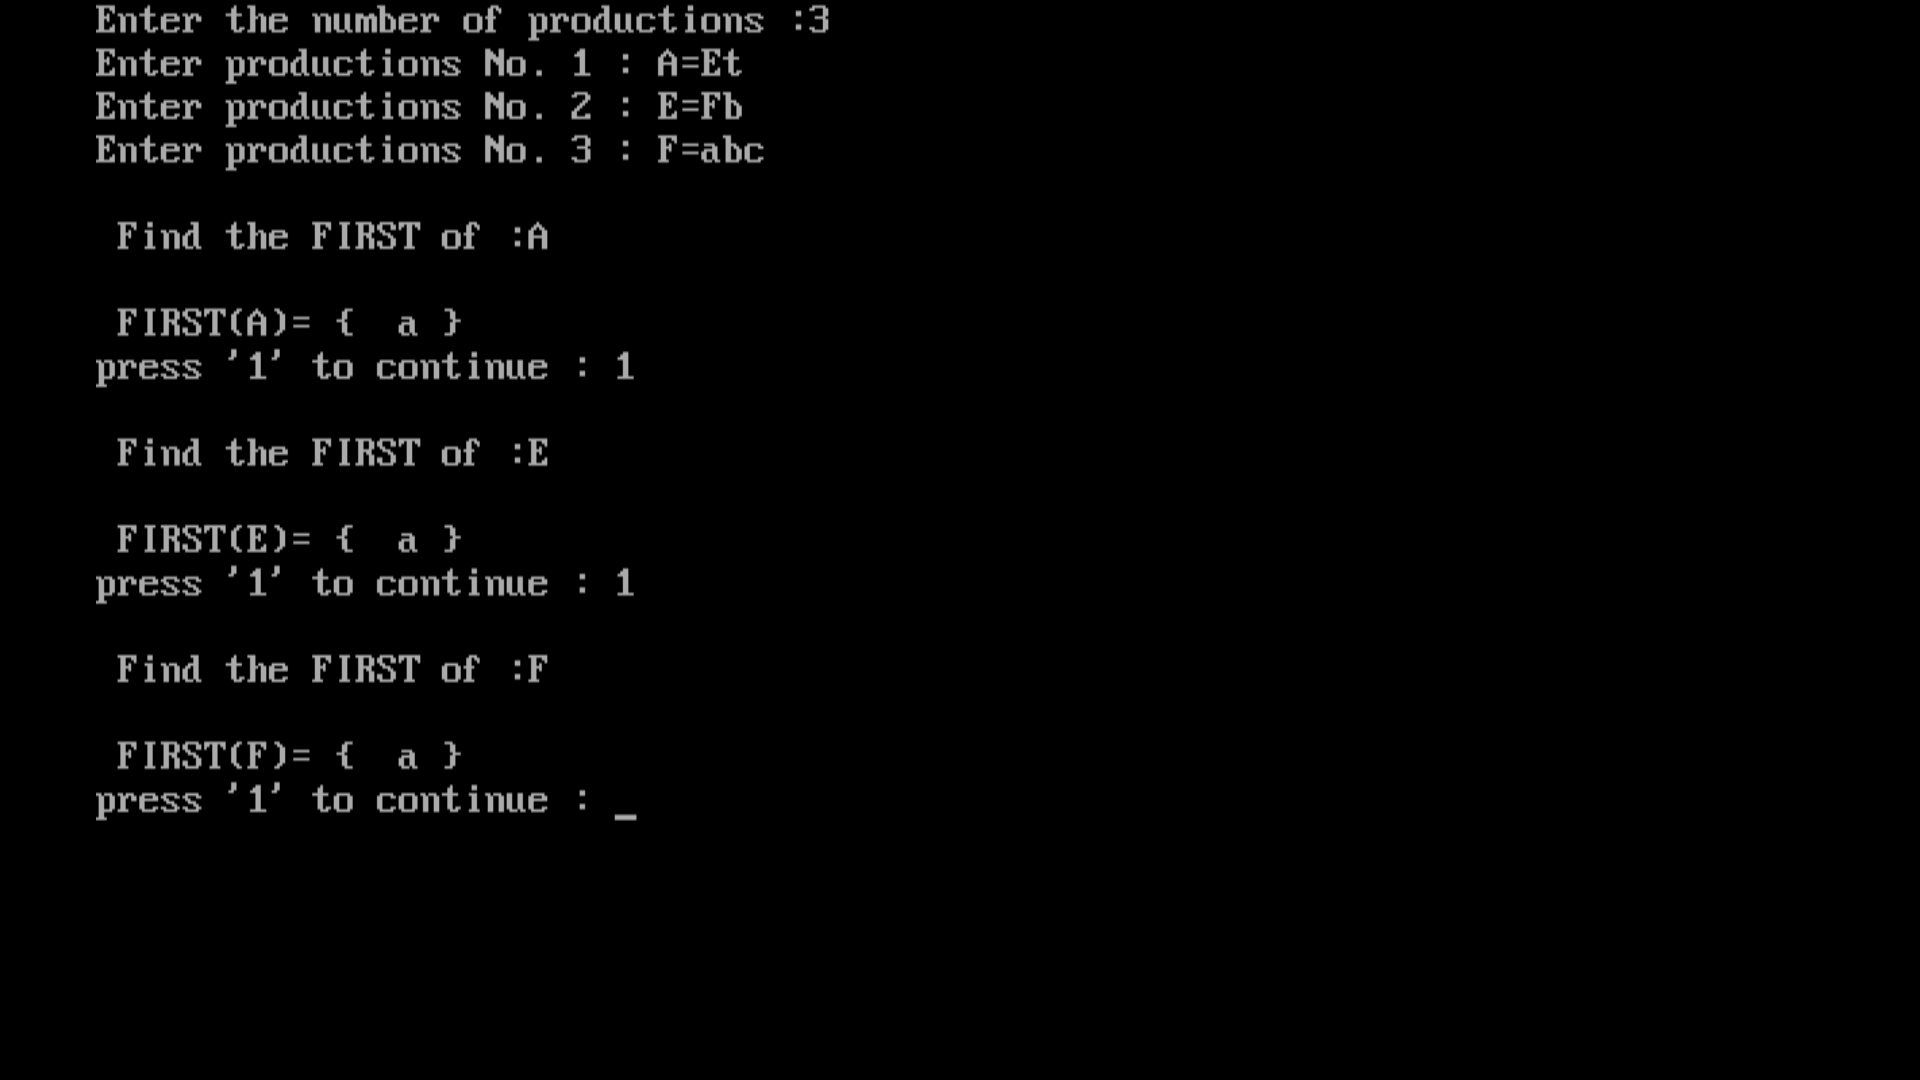 Enter the number of productions :3
Enter productions No. 1 : A=Et
Enter productions No. 2 : E=Fb
Enter productions No. 3 : F=abc
Find the FIRST of :A
FIRST(A)= {  a }
press '1' to continue : 1
Find the FIRST of :E
FIRST(E)= {  a }
press '1' to continue : 1
Find the FIRST of :F
FIRST(F)= {  a }
press '1' to continue : _